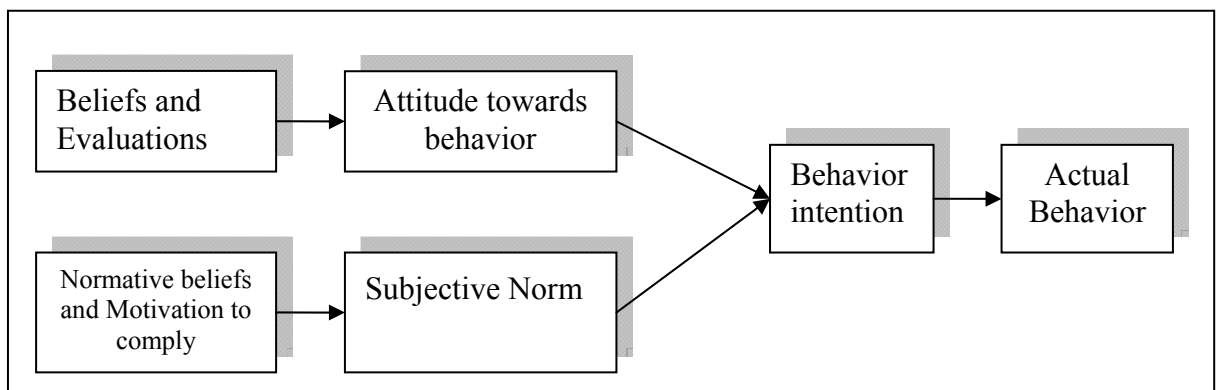 Beliefs and
Evaluations
Attitude towards
behavior
Behavior
intention
Actual
Behavior
Normative beliefs
and Motivation to
comply
Subjective Norm